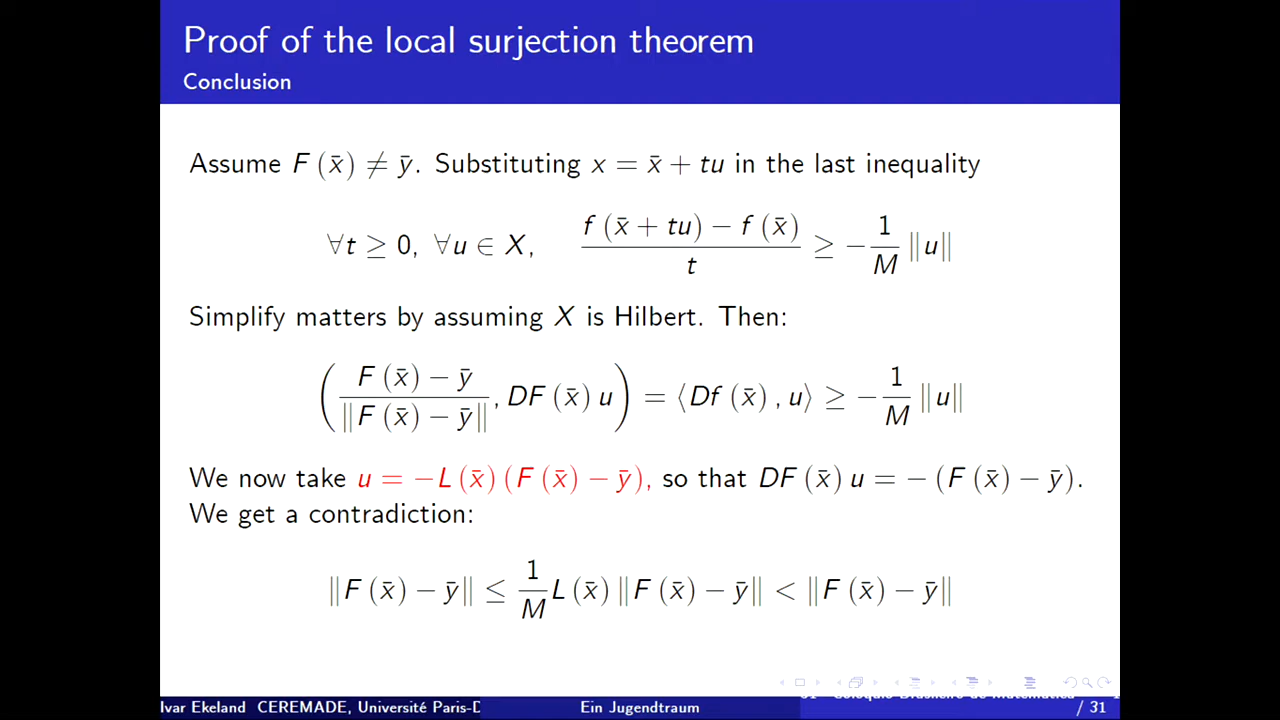 Proof of the local surjection theorem
Conclusion
Assume F (x̄) ≠ ȳ. Substituting x = x̄ + tu in the last inequality
∀t ≥ 0, ∀u ∈ X, f (x̄ + tu) − f (x̄) / t ≥ − 1/M ‖u‖
Simplify matters by assuming X is Hilbert. Then:
( F (x̄) − ȳ / ‖F (x̄) − ȳ‖ , DF (x̄) u ) = ⟨Df (x̄) , u⟩ ≥ − 1/M ‖u‖
We now take u = −L (x̄) (F (x̄) − ȳ), so that DF (x̄) u = − (F (x̄) − ȳ).
We get a contradiction:
‖F (x̄) − ȳ‖ ≤ 1/M L (x̄) ‖F (x̄) − ȳ‖ < ‖F (x̄) − ȳ‖
Ivar Ekeland CEREMADE, Université Paris-D
Ein Jugendtraum
/ 31